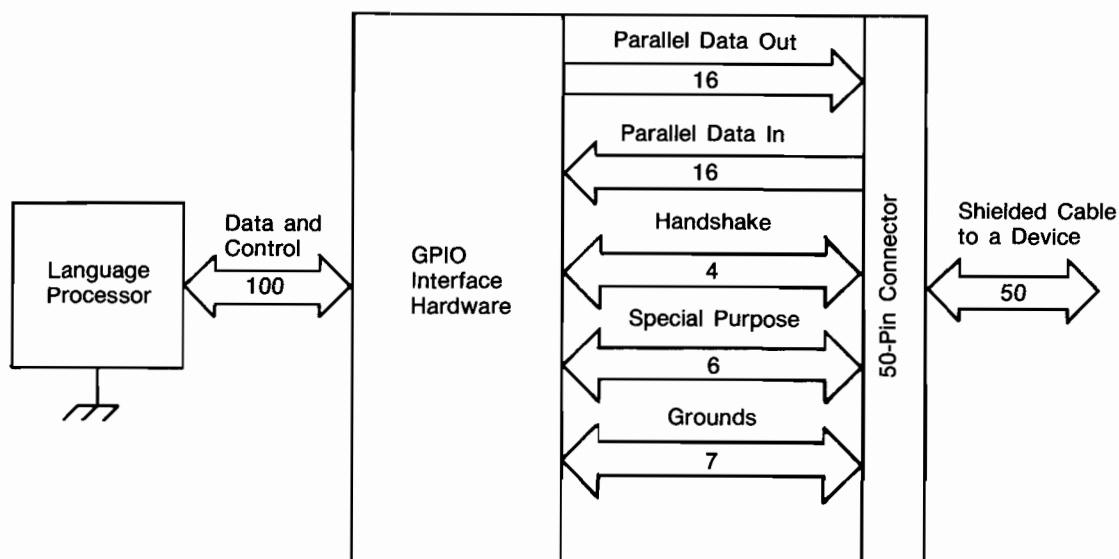 Parallel Data Out
16
Parallel Data In
16
Handshake
4
Special Purpose
6
Grounds
7
Language
Processor
Data and
Control
100
GPIO
Interface
Hardware
50-Pin Connector
Shielded Cable
to a Device
50